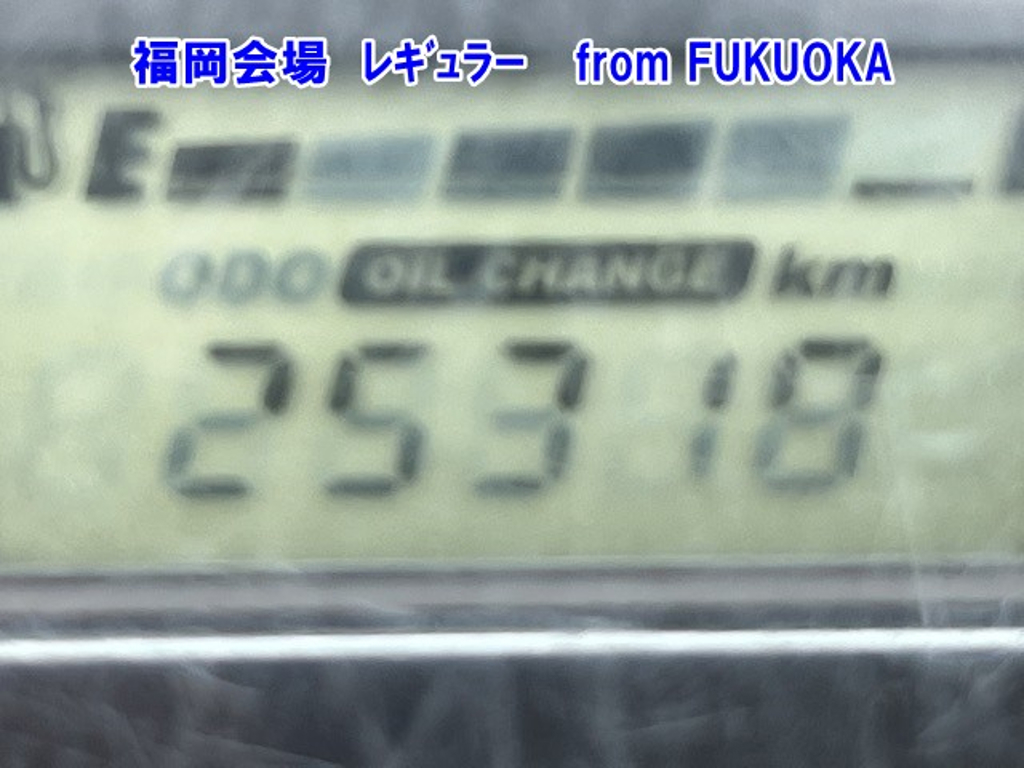 福岡会場 ﾚｷﾞｭﾗｰ from FUKUOKA
E
ODO OIL CHANGE km
25318